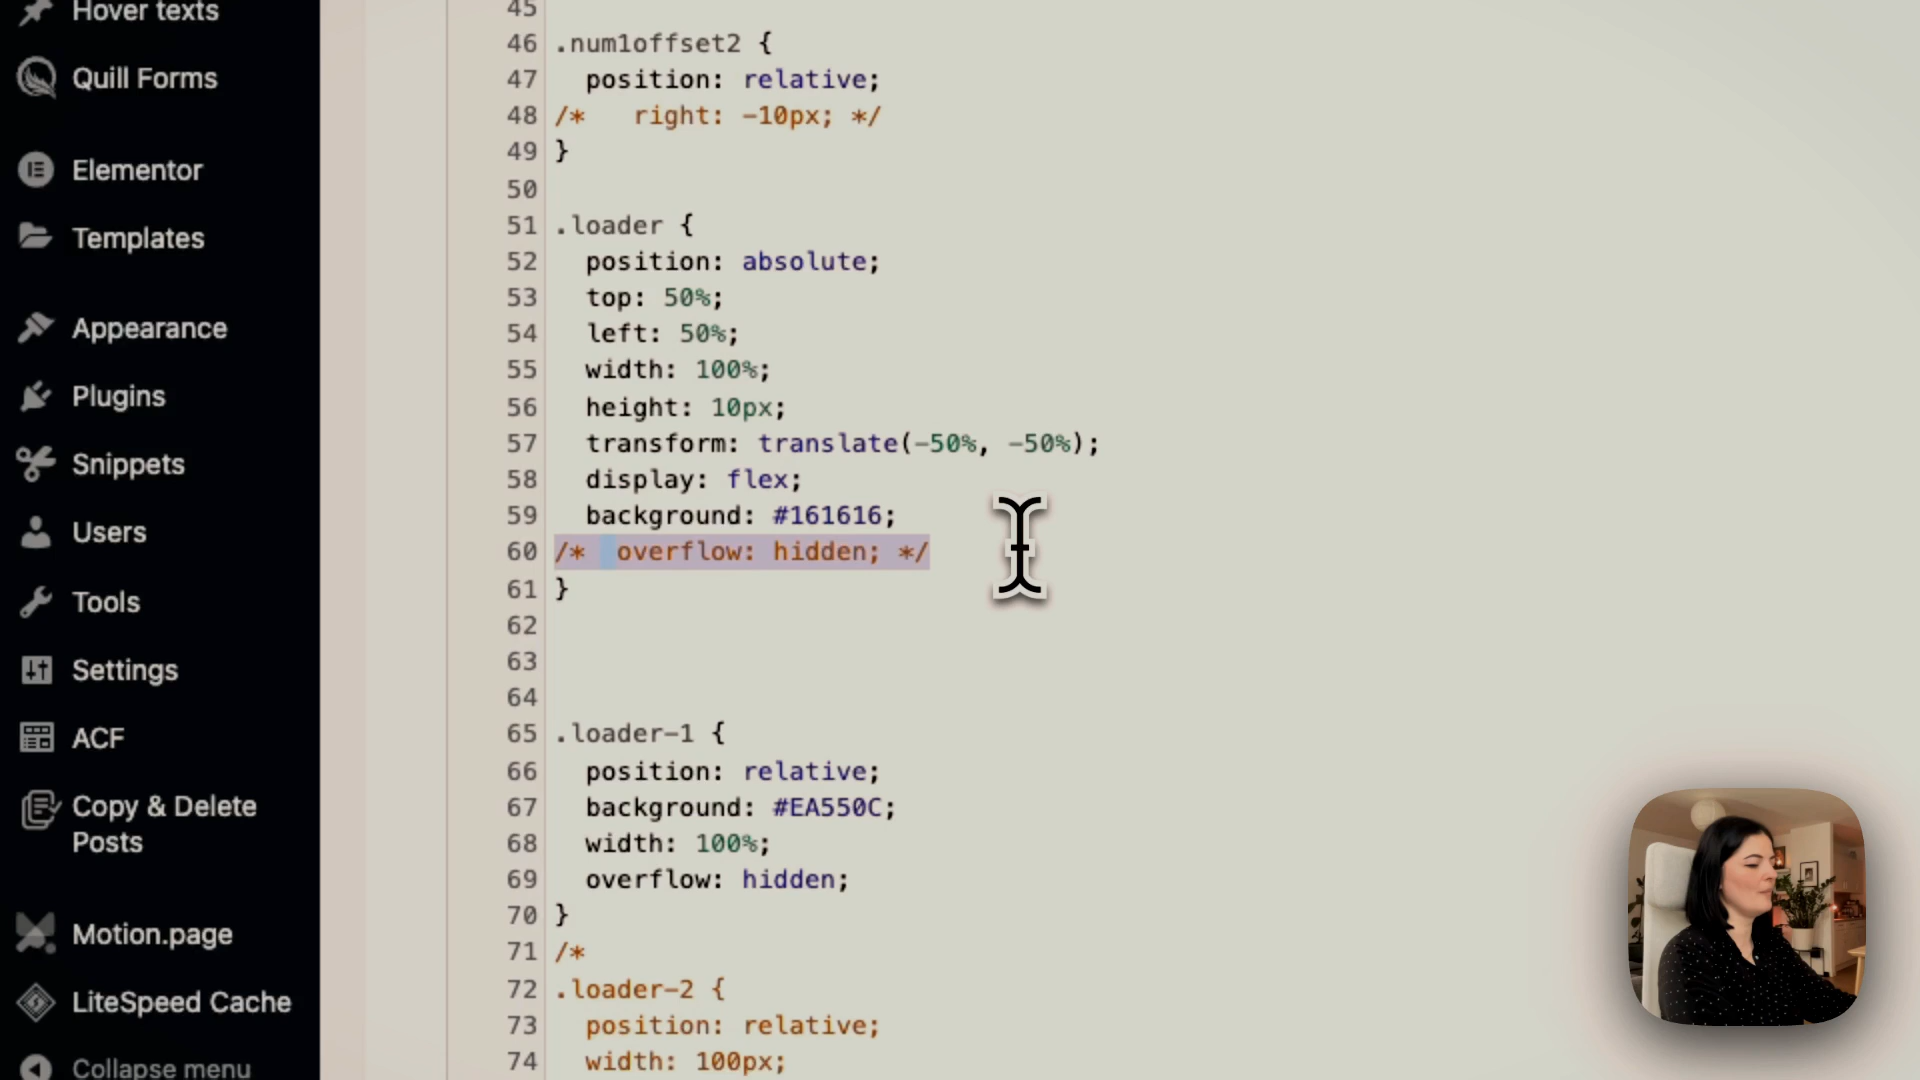 Hover texts
Quill Forms
Elementor
Templates
Appearance
Plugins
Snippets
Users
Tools
Settings
ACF
Copy & Delete
Posts
Motion.page
LiteSpeed Cache
Collapse menu
45
46 .num1offset2 {
47 position: relative;
48 /* right: -10px; */
49 }
50
51 .loader {
52 position: absolute;
53 top: 50%;
54 left: 50%;
55 width: 100%;
56 height: 10px;
57 transform: translate(-50%, -50%);
58 display: flex;
59 background: #161616;
60 /* overflow: hidden; */
61 }
62
63
64
65 .loader-1 {
66 position: relative;
67 background: #EA550C;
68 width: 100%;
69 overflow: hidden;
70 }
71 /*
72 .loader-2 {
73 position: relative;
74 width: 100px;